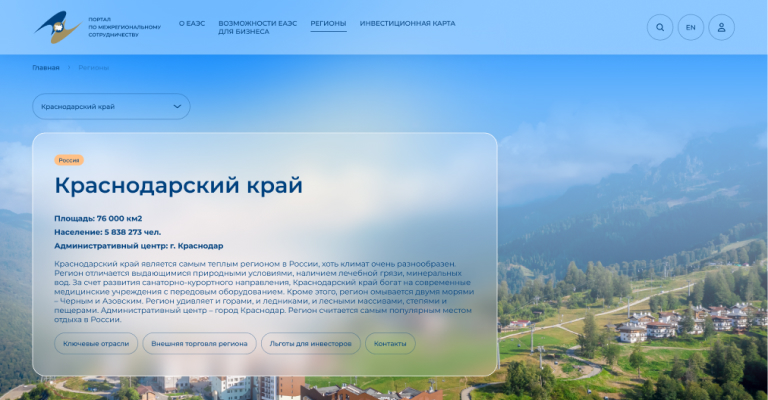 ПОРТАЛ
ПО МЕЖРЕГИОНАЛЬНОМУ
СОТРУДНИЧЕСТВУ
О ЕАЭС
ВОЗМОЖНОСТИ ЕАЭС
ДЛЯ БИЗНЕСА
РЕГИОНЫ
ИНВЕСТИЦИОННАЯ КАРТА
EN
Главная
Регионы
Краснодарский край
Россия
Краснодарский край
Площадь: 76 000 км2
Население: 5 838 273 чел.
Административный центр: г. Краснодар
Краснодарский край является самым теплым регионом в России, хоть климат очень разнообразен.
Регион отличается выдающимися природными условиями, наличием лечебной грязи, минеральных
вод. За счет развития санаторно-курортного направления, Краснодарский край богат на современные
медицинские учреждения с передовым оборудованием. Кроме этого, регион омывается двумя морями
– Черным и Азовским. Регион удивляет и горами, и ледниками, и лесными массивами, степями и
пещерами. Административный центр – город Краснодар. Регион считается самым популярным местом
отдыха в России.
Ключевые отрасли
Внешняя торговля региона
Льготы для инвесторов
Контакты